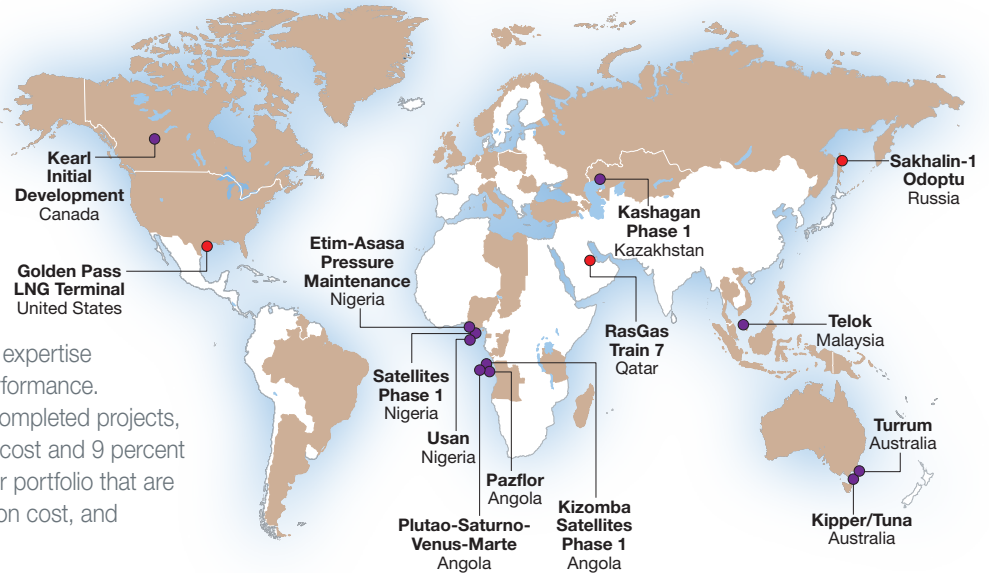 Kearl
Initial
Development
Canada
Golden Pass
LNG Terminal
United States
expertise
rformance.
ompleted projects,
cost and 9 percent
r portfolio that are
on cost, and
Etim-Asasa
Pressure
Maintenance
Nigeria
Satellites
Phase 1
Nigeria
Usan
Nigeria
Pazflor
Angola
Plutao-Saturno-
Venus-Marte
Angola
Kizomba
Satellites
Phase 1
Angola
Kashagan
Phase 1
Kazakhstan
RasGas
Train 7
Qatar
Sakhalin-1
Odoptu
Russia
Telok
Malaysia
Turrum
Australia
Kipper/Tuna
Australia